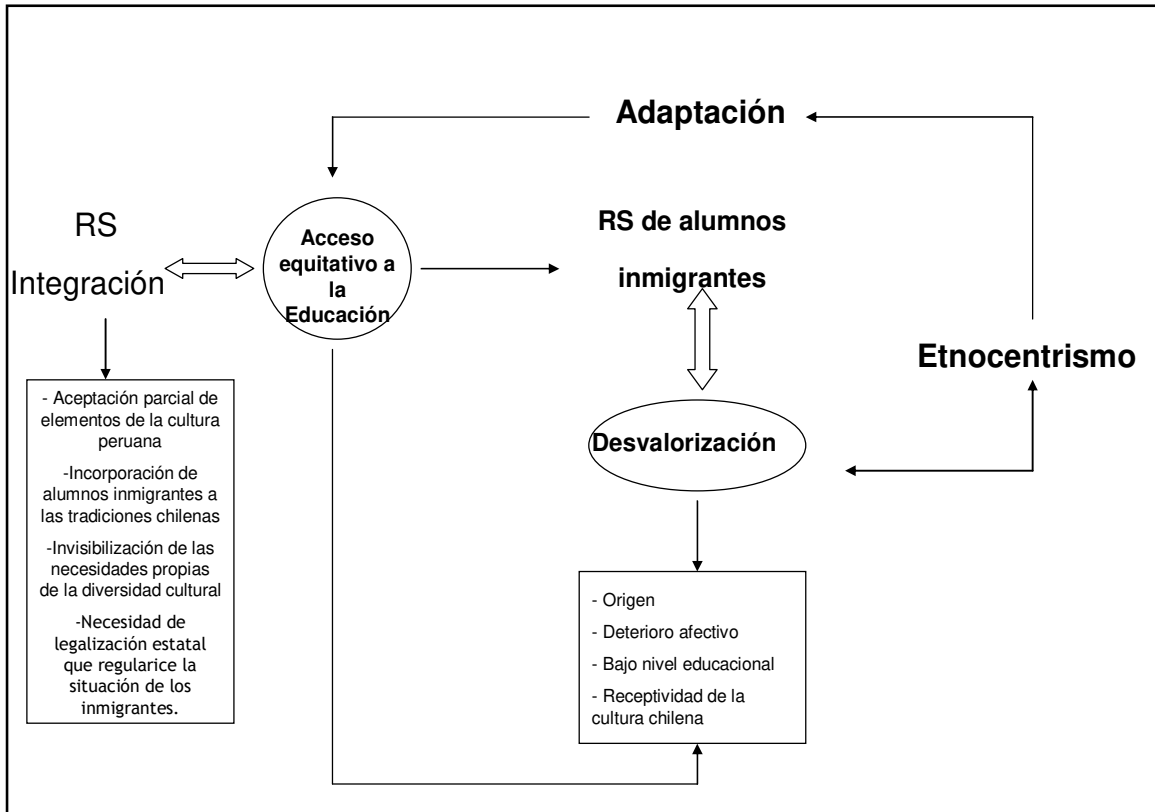 Adaptación
RS
Integración
Acceso
equitativo a
la
Educación
RS de alumnos
inmigrantes
Etnocentrismo
Desvalorización
- Aceptación parcial de
elementos de la cultura
peruana
-Incorporación de
alumnos inmigrantes a
las tradiciones chilenas
-Invisibilización de las
necesidades propias
de la diversidad cultural
-Necesidad de
legalización estatal
que regularice la
situación de los
inmigrantes.
- Origen
- Deterioro afectivo
- Bajo nivel educacional
- Receptividad de la
cultura chilena